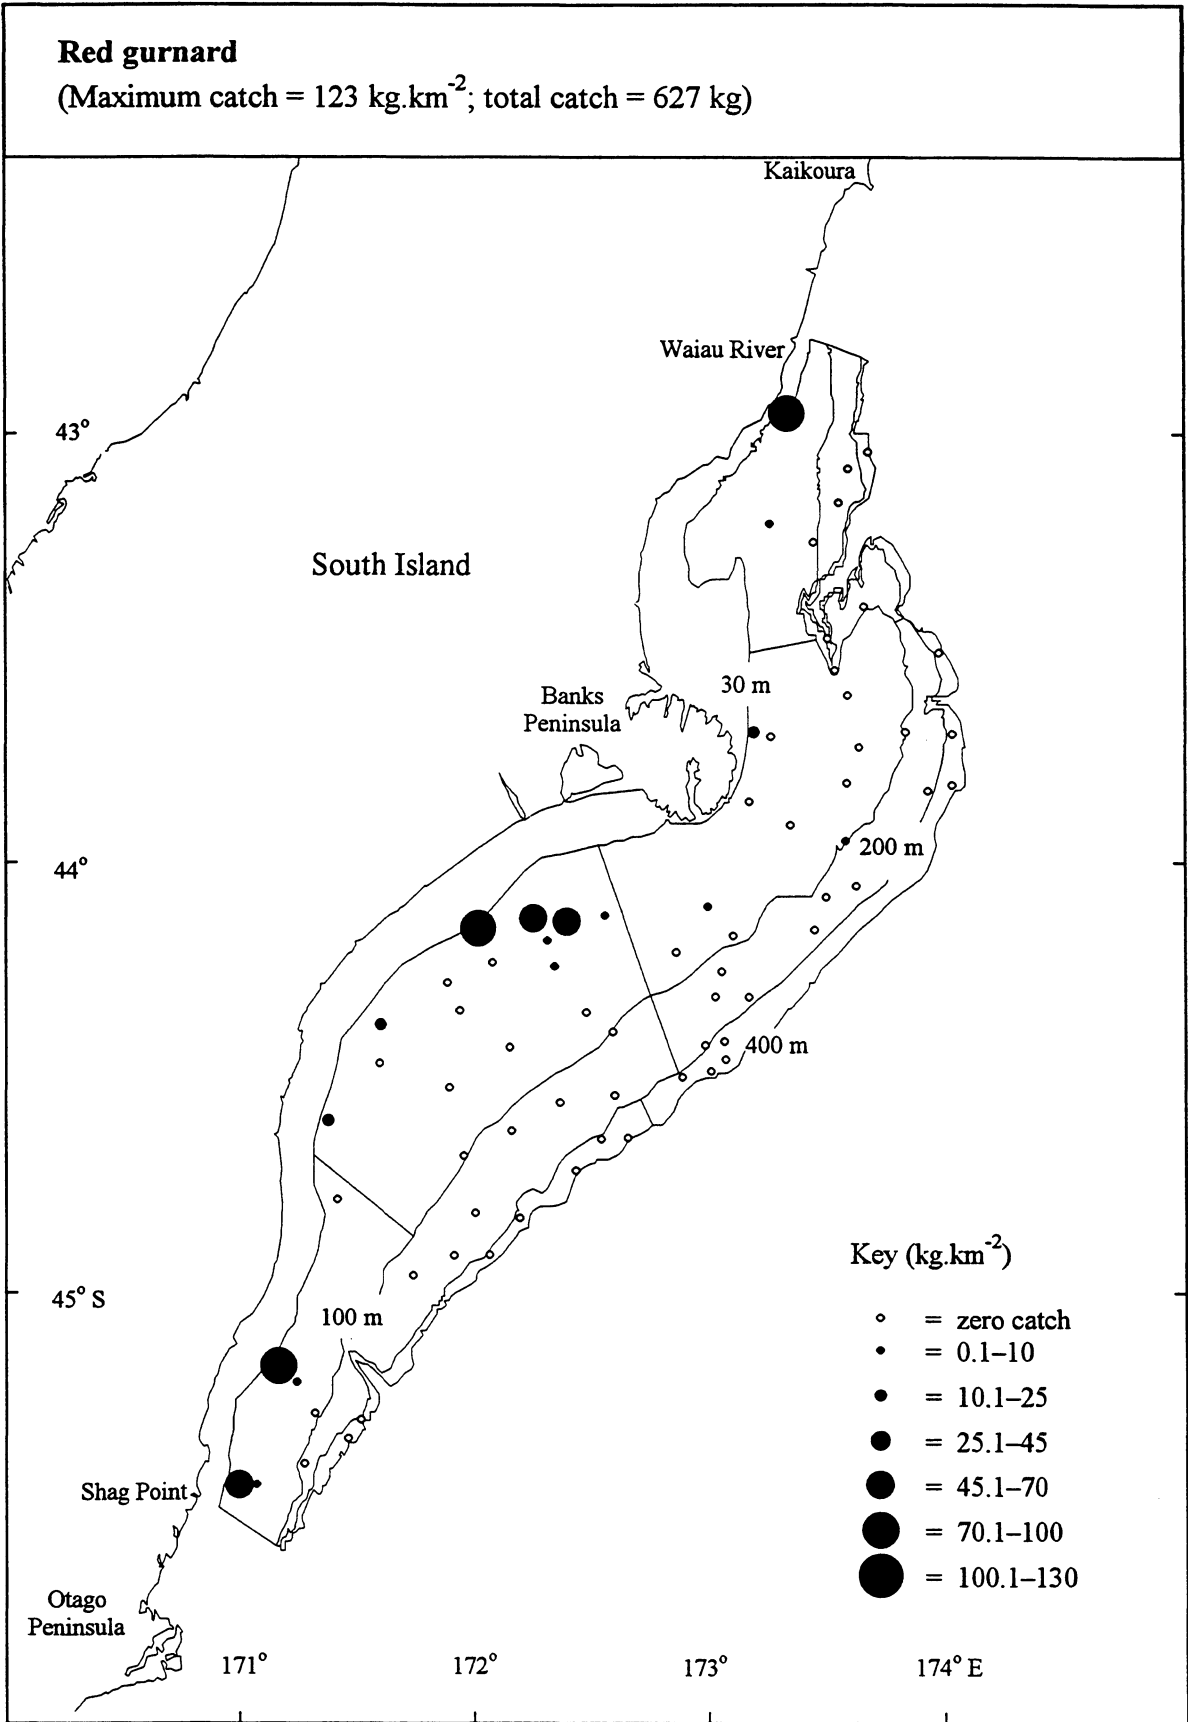 Red gurnard
(Maximum catch = 123 kg.km-2; total catch = 627 kg)
Kaikoura
Waiau River
43°
South Island
30 m
Banks
Peninsula
200 m
44°
400 m
Key (kg.km-2)
45° S
100 m
= zero catch
= 0.1–10
= 10.1–25
= 25.1–45
= 45.1–70
= 70.1–100
= 100.1–130
Shag Point
Otago
Peninsula
171°
172°
173°
174° E